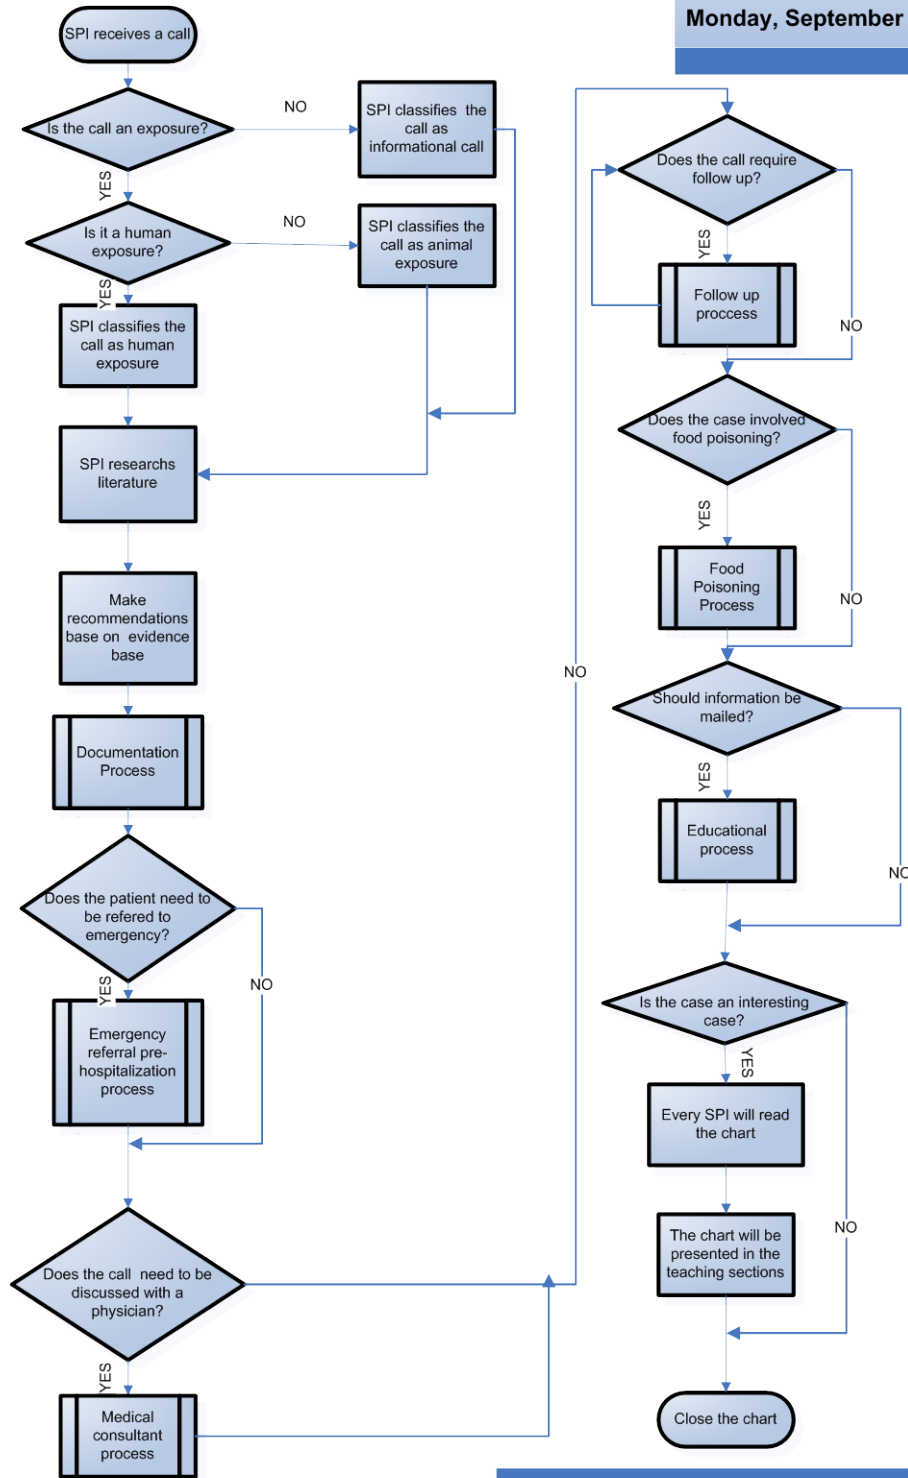 Monday, September
SPI receives a call
Is the call an exposure?
NO
SPI classifies the
call as
informational call
YES
Is it a human
exposure?
NO
SPI classifies the
call as animal
exposure
YES
SPI classifies the
call as human
exposure
SPI researchs
literature
Make
recommendations
base on evidence
base
Documentation
Process
Does the patient need to
be refered to
emergency?
YES
NO
Emergency
referral pre-
hospitalization
process
Does the call need to be
discussed with a
physician?
YES
Medical
consultant
process
NO
Does the call require
follow up?
YES
Follow up
proccess
NO
Does the case involved
food poisoning?
YES
Food
Poisoning
Process
NO
Should information be
mailed?
YES
Educational
process
NO
Is the case an interesting
case?
YES
Every SPI will read
the chart
The chart will be
presented in the
teaching sections
NO
Close the chart